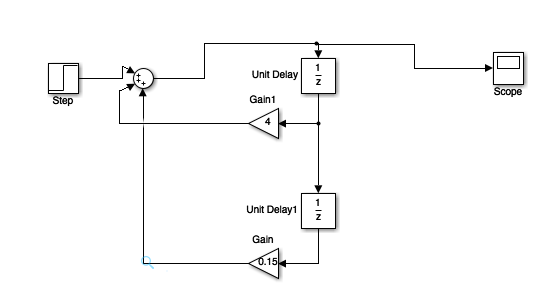 +
+
+
Step
Unit Delay
1
z
Scope
Gain1
4
Unit Delay1
1
z
Gain
0.15